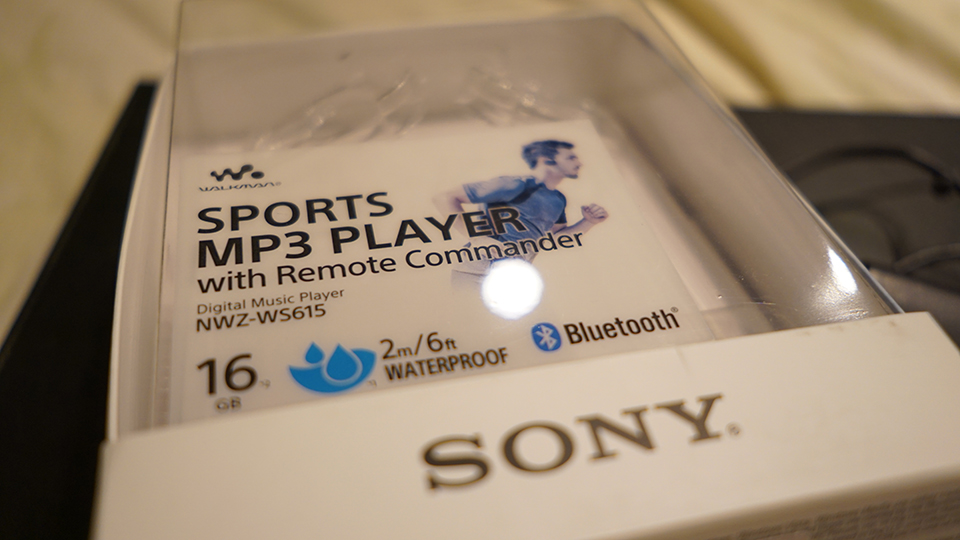 WALKMAN®
SPORTS
MP3 PLAYER
with Remote Commander
Digital Music Player
NWZ-WS615
16
GB
2m/6ft
WATERPROOF
Bluetooth®
SONY®